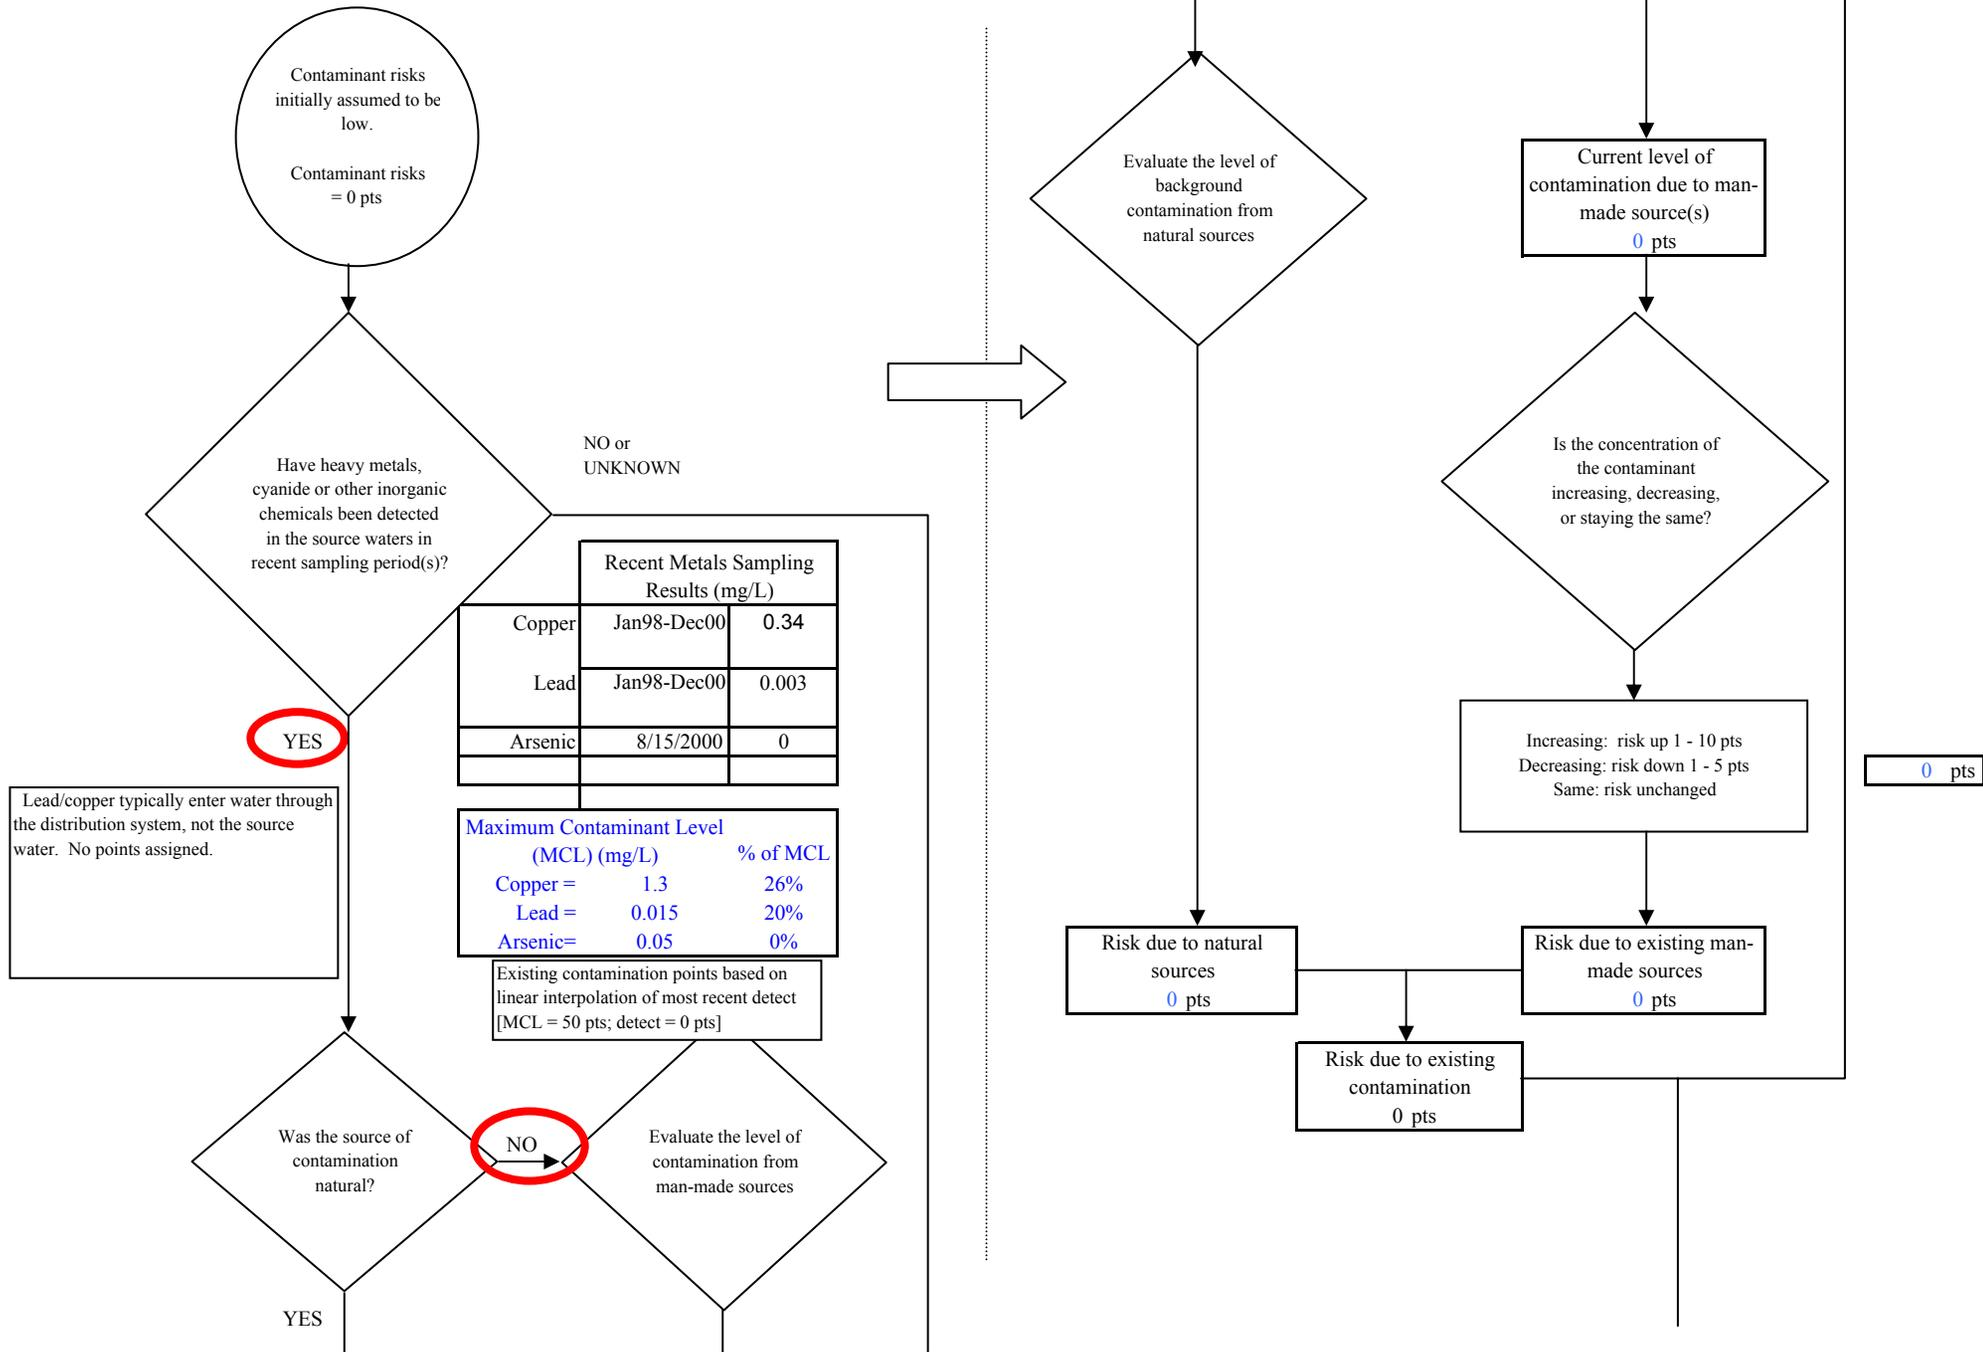 Contaminant risks
initially assumed to be
low.
Contaminant risks
= 0 pts
Have heavy metals,
cyanide or other inorganic
chemicals been detected
in the source waters in
recent sampling period(s)?
NO or
UNKNOWN
Recent Metals Sampling
Results (mg/L)
Copper Jan98-Dec00 0.34
Lead Jan98-Dec00 0.003
Arsenic 8/15/2000 0
YES
Lead/copper typically enter water through
the distribution system, not the source
water. No points assigned.
Maximum Contaminant Level
(MCL) (mg/L) % of MCL
Copper = 1.3 26%
Lead = 0.015 20%
Arsenic= 0.05 0%
Existing contamination points based on
linear interpolation of most recent detect
[MCL = 50 pts; detect = 0 pts]
Was the source of
contamination
natural?
NO
Evaluate the level of
contamination from
man-made sources
YES
Evaluate the level of
background
contamination from
natural sources
Current level of
contamination due to man-
made source(s)
0 pts
Is the concentration of
the contaminant
increasing, decreasing,
or staying the same?
Increasing: risk up 1 - 10 pts
Decreasing: risk down 1 - 5 pts
Same: risk unchanged
0 pts
Risk due to natural
sources
0 pts
Risk due to existing man-
made sources
0 pts
Risk due to existing
contamination
0 pts